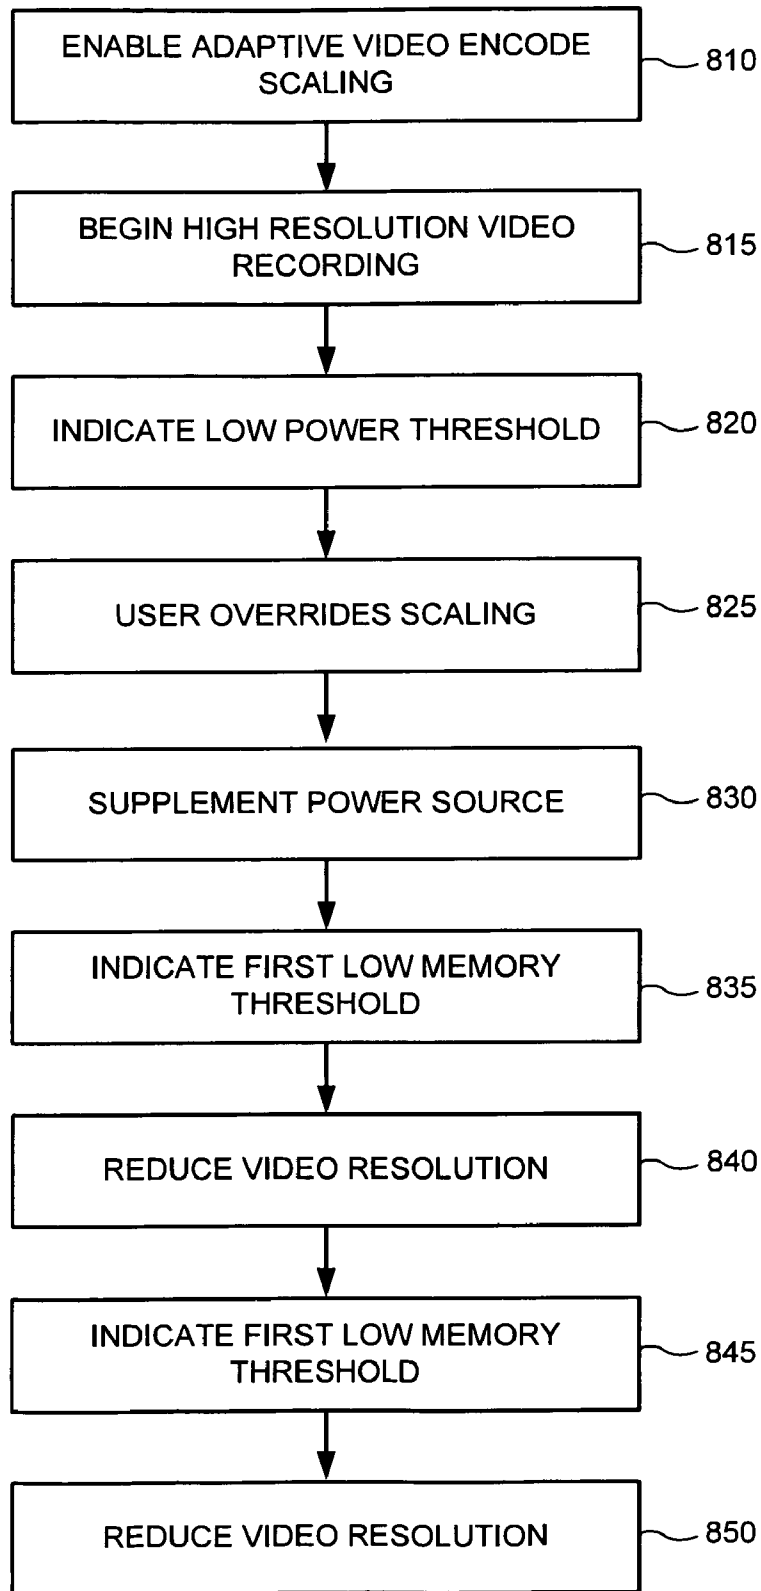 ENABLE ADAPTIVE VIDEO ENCODE
SCALING
810
BEGIN HIGH RESOLUTION VIDEO
RECORDING
815
INDICATE LOW POWER THRESHOLD
820
USER OVERRIDES SCALING
825
SUPPLEMENT POWER SOURCE
830
INDICATE FIRST LOW MEMORY
THRESHOLD
835
REDUCE VIDEO RESOLUTION
840
INDICATE FIRST LOW MEMORY
THRESHOLD
845
REDUCE VIDEO RESOLUTION
850